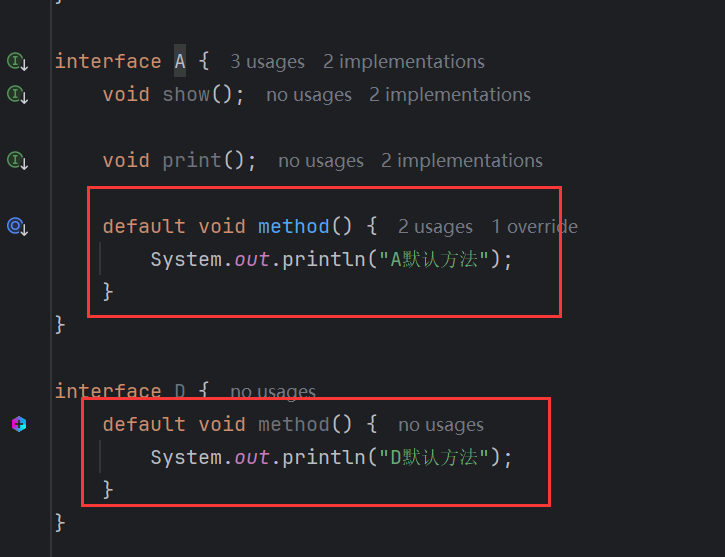 }
interface A {  3 usages  2 implementations
void show();  no usages  2 implementations
void print();  no usages  2 implementations
default void method() {  2 usages  1 override
System.out.println("A默认方法");
}
}
interface D {  no usages
default void method() {  no usages
System.out.println("D默认方法");
}
}